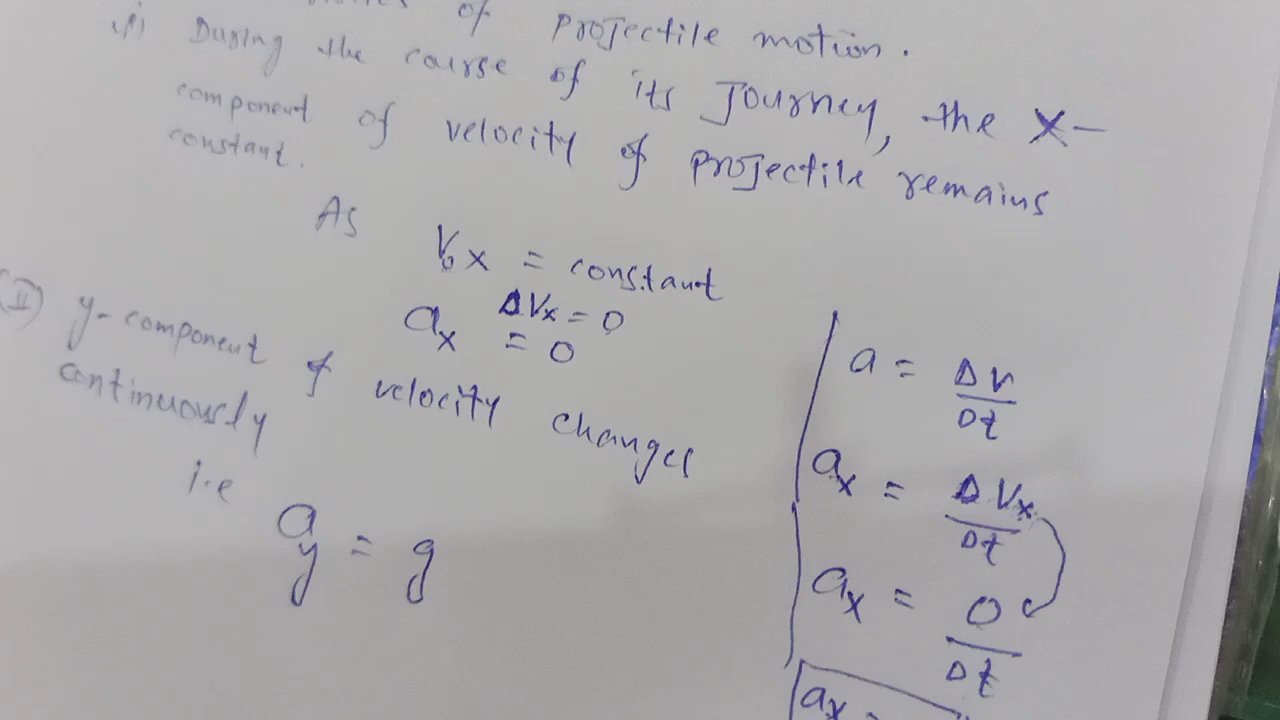 of projectile motion.
i) During the course of its Journey, the X-
component of velocity of projectile remains
constant.
As
V₀x = constant
ΔVx = 0
ax = 0
(II) y-component of velocity changes
continuously
i.e
ay = g
a = Δv/Δt
ax = ΔVx/Δt
ax = 0/Δt
ax =